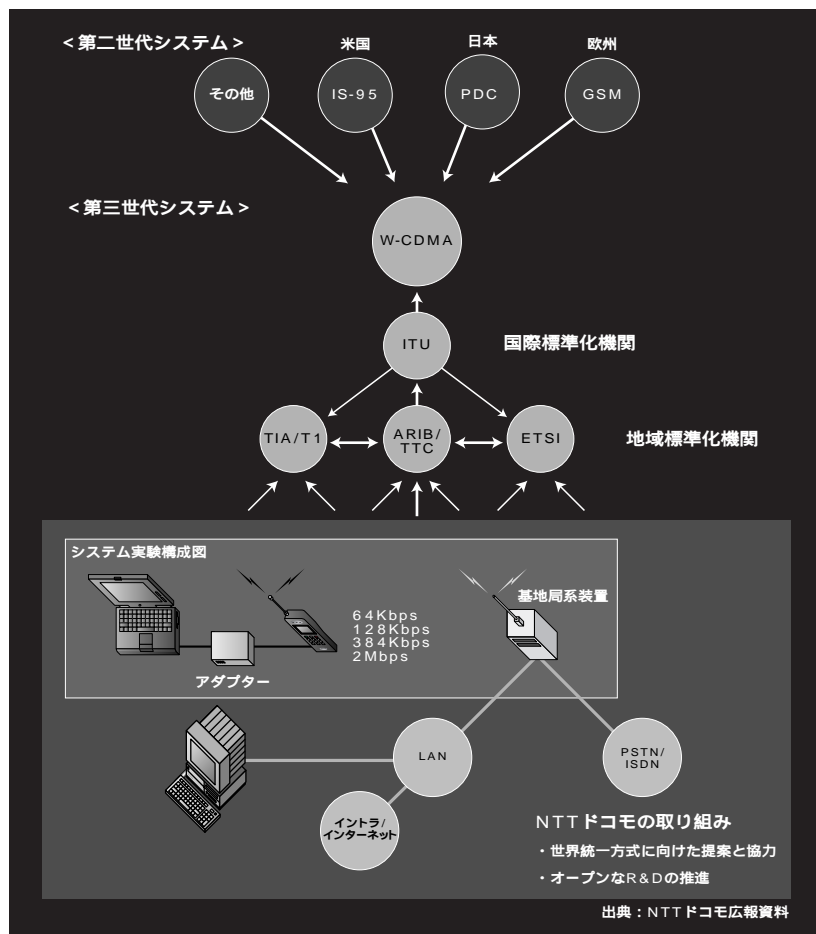 <第二世代システム>
米国
日本
欧州
その他
IS-95
PDC
GSM
<第三世代システム>
W-CDMA
ITU
国際標準化機関
TIA/T1
ARIB/
TTC
ETSI
地域標準化機関
システム実験構成図
基地局系装置
64Kbps
128Kbps
384Kbps
2Mbps
アダプター
LAN
PSTN/
ISDN
イントラ/
インターネット
NTTドコモの取り組み
・世界統一方式に向けた提案と協力
・オープンなR&Dの推進
出典:NTTドコモ広報資料